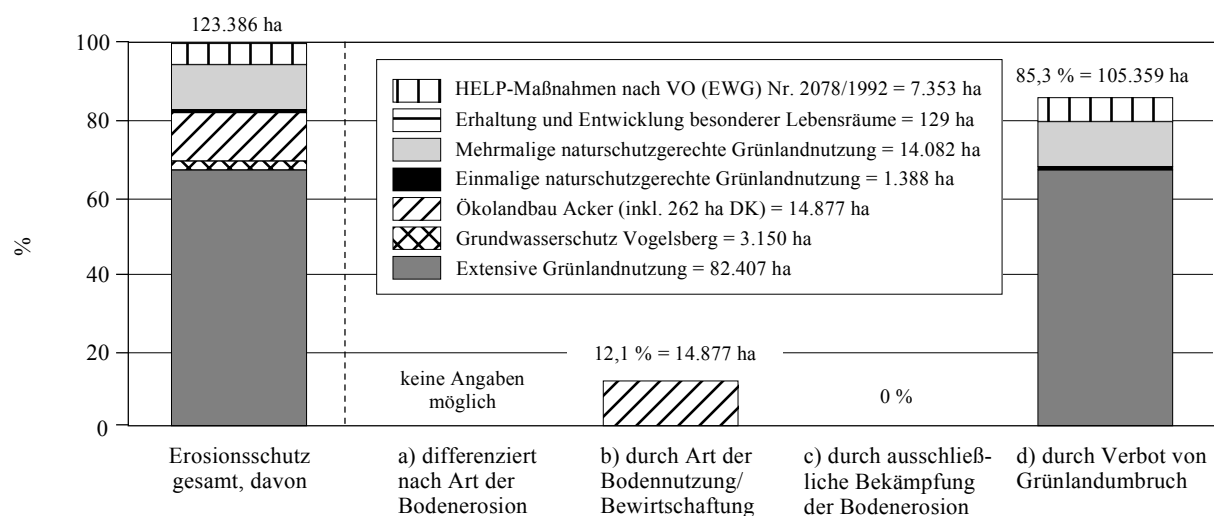 123.386 ha
100
80
60
40
20
0
%
HELP-Maßnahmen nach VO (EWG) Nr. 2078/1992 = 7.353 ha
Erhaltung und Entwicklung besonderer Lebensräume = 129 ha
Mehrmalige naturschutzgerechte Grünlandnutzung = 14.082 ha
Einmalige naturschutzgerechte Grünlandnutzung = 1.388 ha
Ökolandbau Acker (inkl. 262 ha DK) = 14.877 ha
Grundwasserschutz Vogelsberg = 3.150 ha
Extensive Grünlandnutzung = 82.407 ha
85,3 % = 105.359 ha
keine Angaben
möglich
12,1 % = 14.877 ha
0 %
Erosionsschutz
gesamt, davon
a) differenziert
nach Art der
Bodenerosion
b) durch Art der
Bodennutzung/
Bewirtschaftung
c) durch ausschließ-
liche Bekämpfung
der Bodenerosion
d) durch Verbot von
Grünlandumbruch